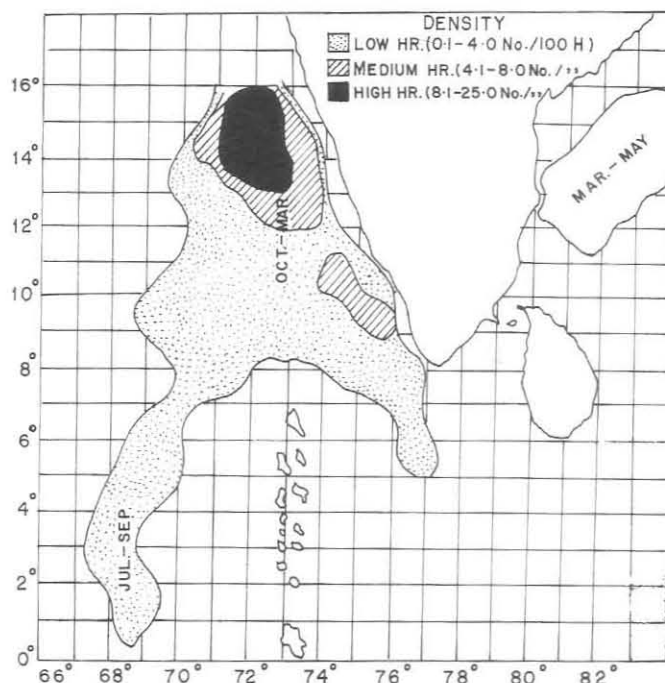 DENSITY
LOW HR.(0·1-4·0 No./100 H)
MEDIUM HR.(4·1-8·0 No./,,
HIGH HR.(8·1-25·0 No./,,
16°
14°
12°
10°
8°
6°
4°
2°
0°
OCT.-MAR.
MAR.-MAY
JUL.-SEP.
66° 68° 70° 72° 74° 76° 78° 80° 82°